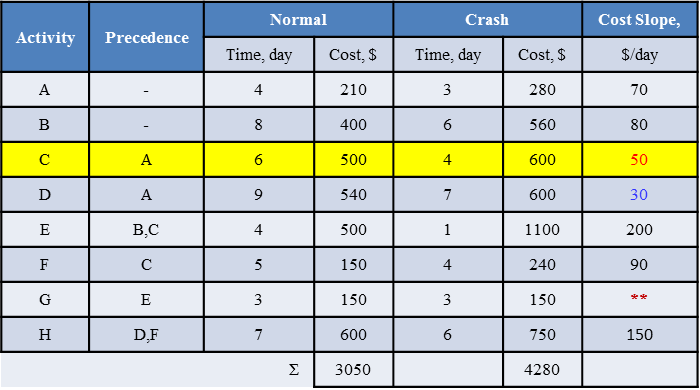 Activity Precedence Normal Crash Cost Slope,
Time, day Cost, $ Time, day Cost, $ $/day
A - 4 210 3 280 70
B - 8 400 6 560 80
C A 6 500 4 600 50
D A 9 540 7 600 30
E B,C 4 500 1 1100 200
F C 5 150 4 240 90
G E 3 150 3 150 **
H D,F 7 600 6 750 150
Σ 3050 4280